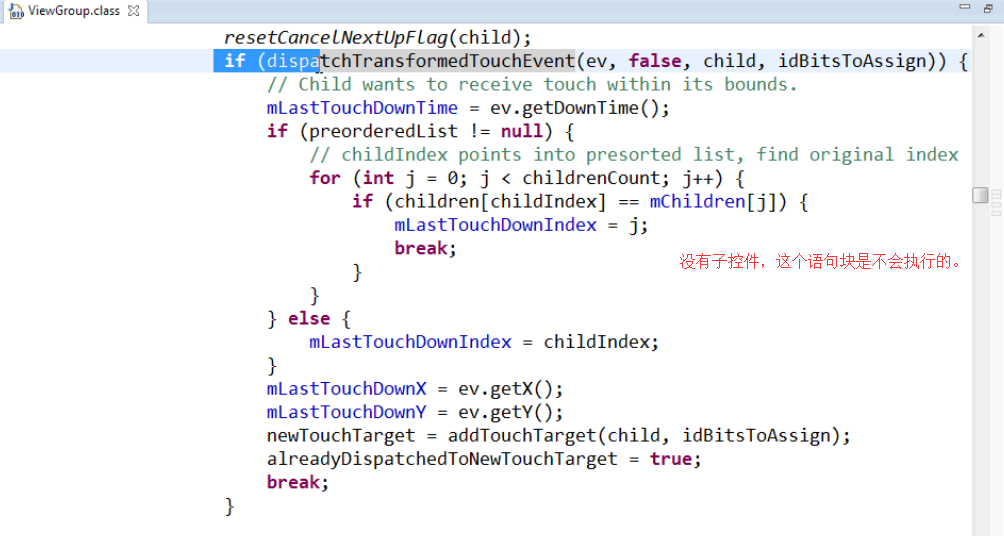 ViewGroup.class
resetCancelNextUpFlag(child);
if (dispatchTransformedTouchEvent(ev, false, child, idBitsToAssign)) {
// Child wants to receive touch within its bounds.
mLastTouchDownTime = ev.getDownTime();
if (preorderedList != null) {
// childIndex points into presorted list, find original index
for (int j = 0; j < childrenCount; j++) {
if (children[childIndex] == mChildren[j]) {
mLastTouchDownIndex = j;
break;
没有子控件，这个语句块是不会执行的。
}
}
} else {
mLastTouchDownIndex = childIndex;
}
mLastTouchDownX = ev.getX();
mLastTouchDownY = ev.getY();
newTouchTarget = addTouchTarget(child, idBitsToAssign);
alreadyDispatchedToNewTouchTarget = true;
break;
}